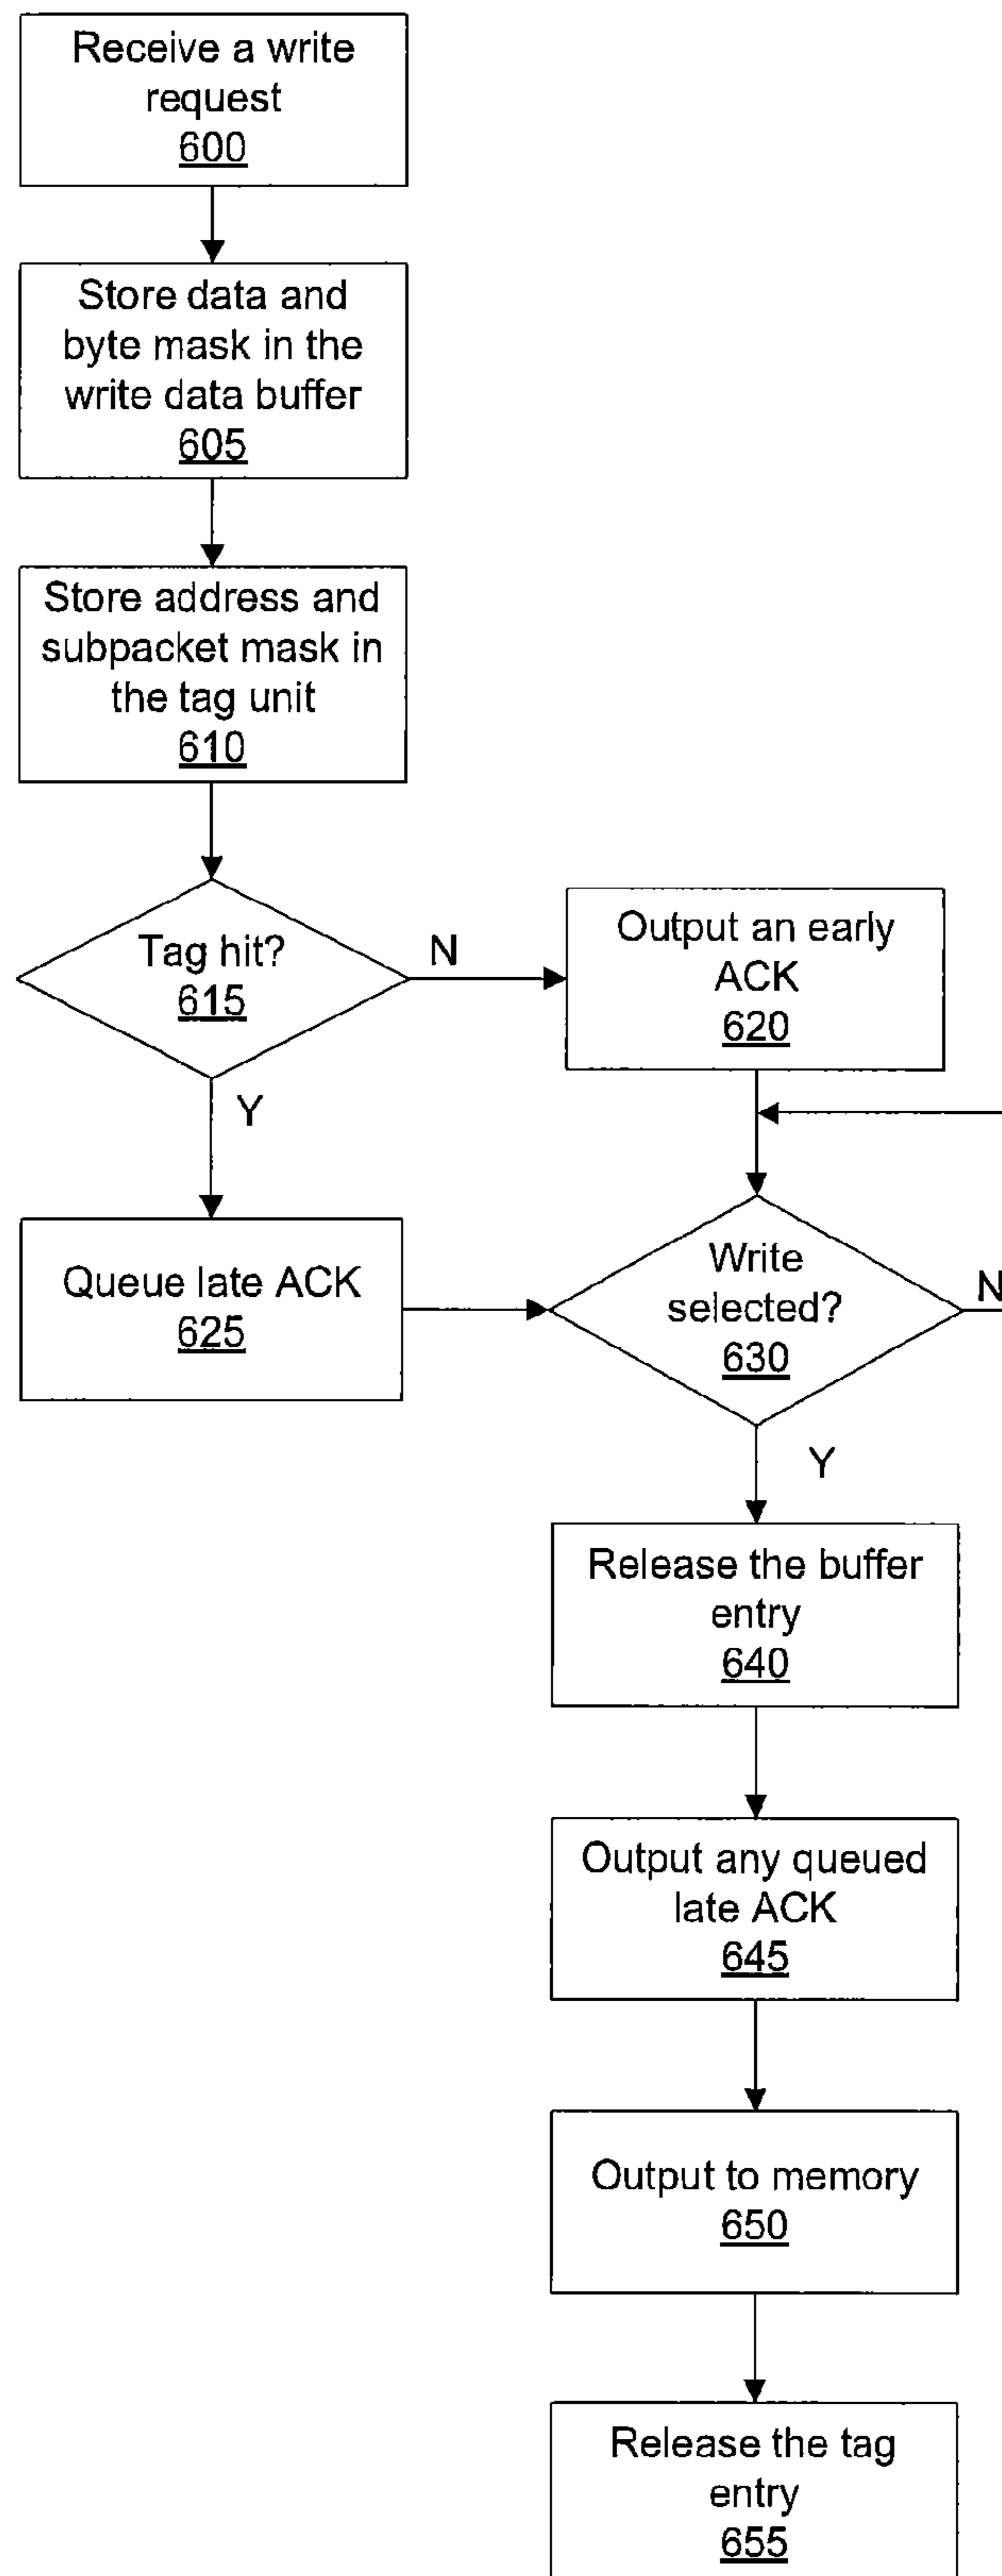 Receive a write
request
600
Store data and
byte mask in the
write data buffer
605
Store address and
subpacket mask in
the tag unit
610
Tag hit?
615
N
Output an early
ACK
620
Y
Queue late ACK
625
Write
selected?
630
N
Y
Release the buffer
entry
640
Output any queued
late ACK
645
Output to memory
650
Release the tag
entry
655